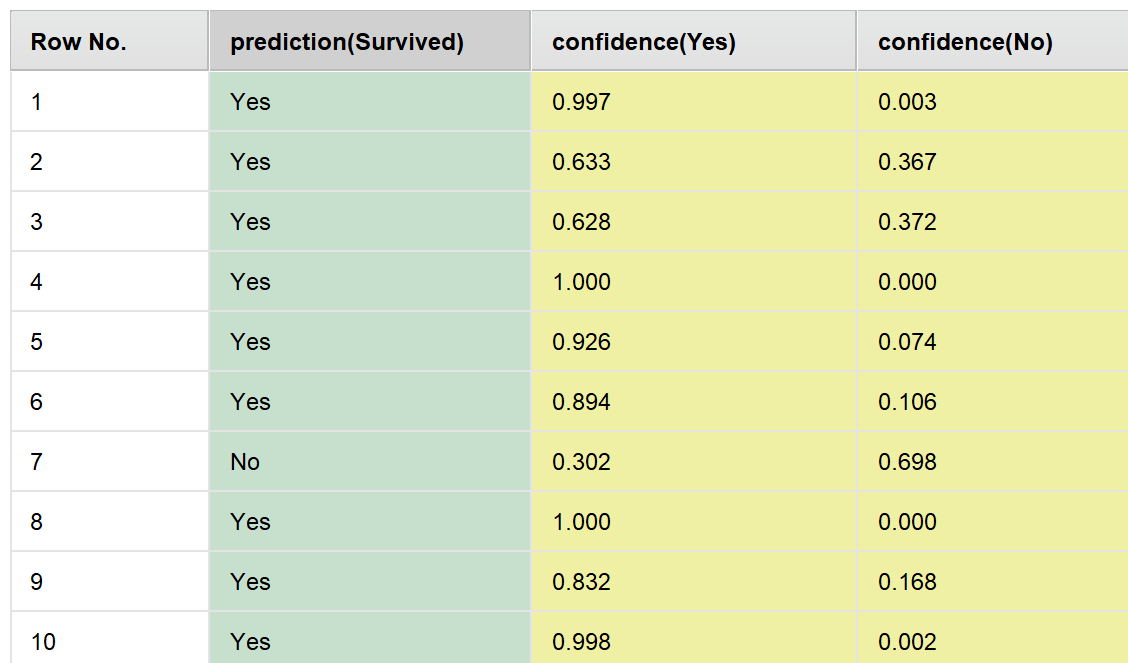 Row No. prediction(Survived) confidence(Yes) confidence(No)
1 Yes 0.997 0.003
2 Yes 0.633 0.367
3 Yes 0.628 0.372
4 Yes 1.000 0.000
5 Yes 0.926 0.074
6 Yes 0.894 0.106
7 No 0.302 0.698
8 Yes 1.000 0.000
9 Yes 0.832 0.168
10 Yes 0.998 0.002